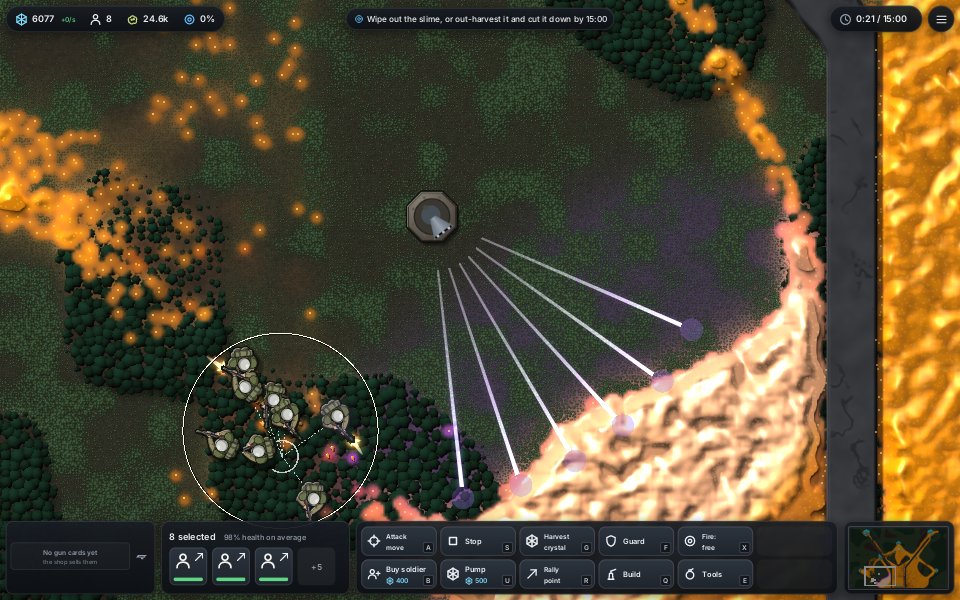 6077 +0/s 8 24.6k 0%
Wipe out the slime, or out-harvest it and cut it down by 15:00
0:21 / 15:00
No gun cards yet
the shop sells them
8 selected 98% health on average
+5
Attack move A
Stop S
Harvest crystal G
Guard F
Fire: free X
Buy soldier 400 B
Pump 500 U
Rally point R
Build Q
Tools E